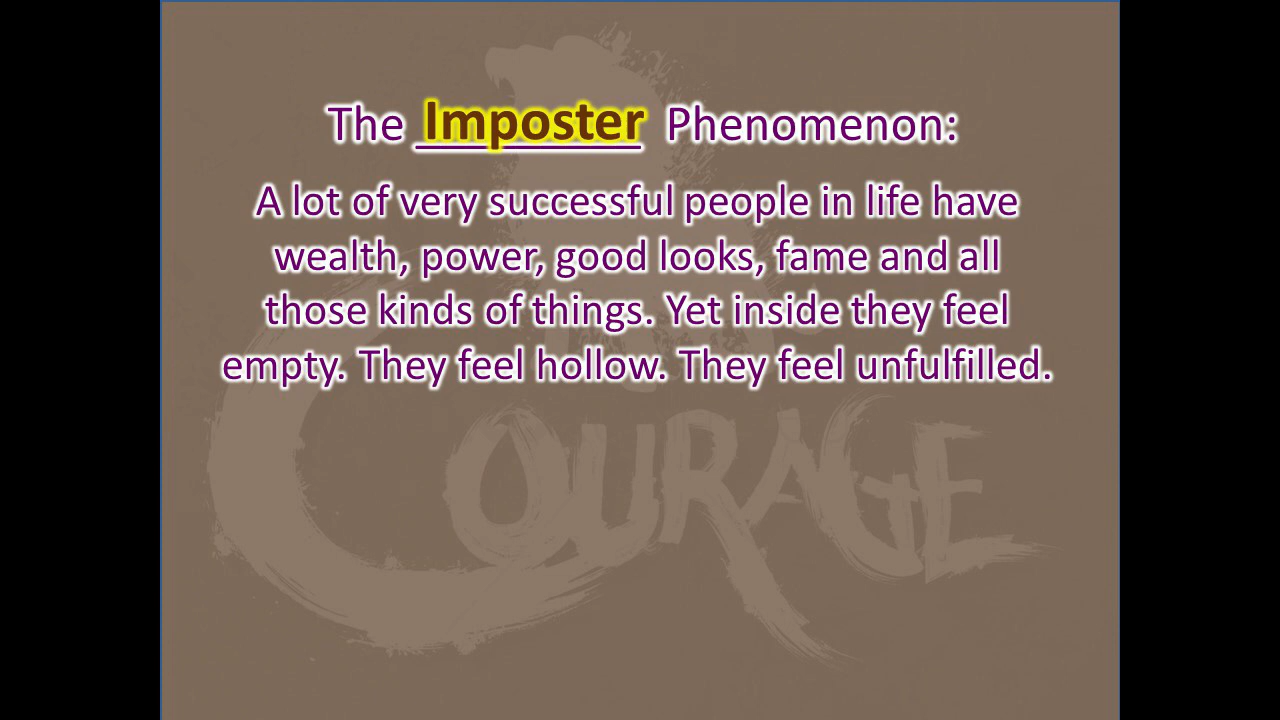 The Imposter Phenomenon:
A lot of very successful people in life have
wealth, power, good looks, fame and all
those kinds of things. Yet inside they feel
empty. They feel hollow. They feel unfulfilled.
COURAGE